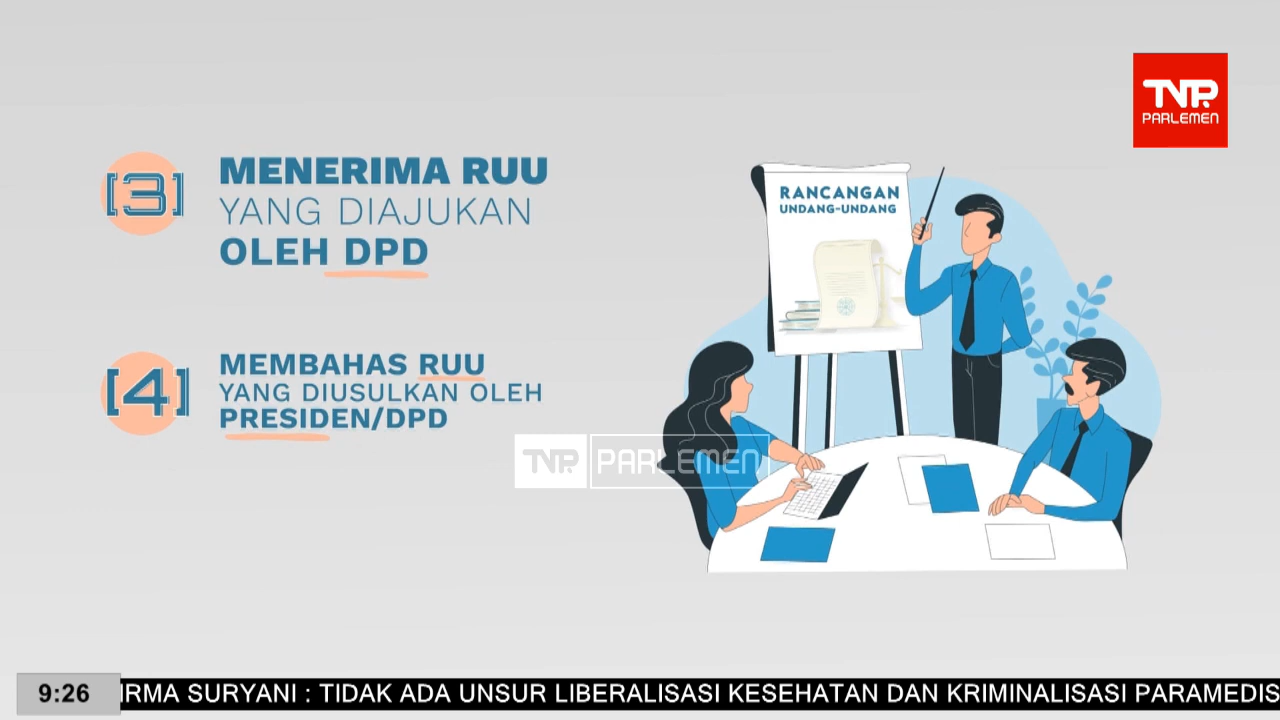 TVR
PARLEMEN
[3]
MENERIMA RUU
YANG DIAJUKAN
OLEH DPD
RANCANGAN
UNDANG-UNDANG
[4]
MEMBAHAS RUU
YANG DIUSULKAN OLEH
PRESIDEN/DPD
TVR PARLEMEN
9:26
IRMA SURYANI : TIDAK ADA UNSUR LIBERALISASI KESEHATAN DAN KRIMINALISASI PARAMEDIS